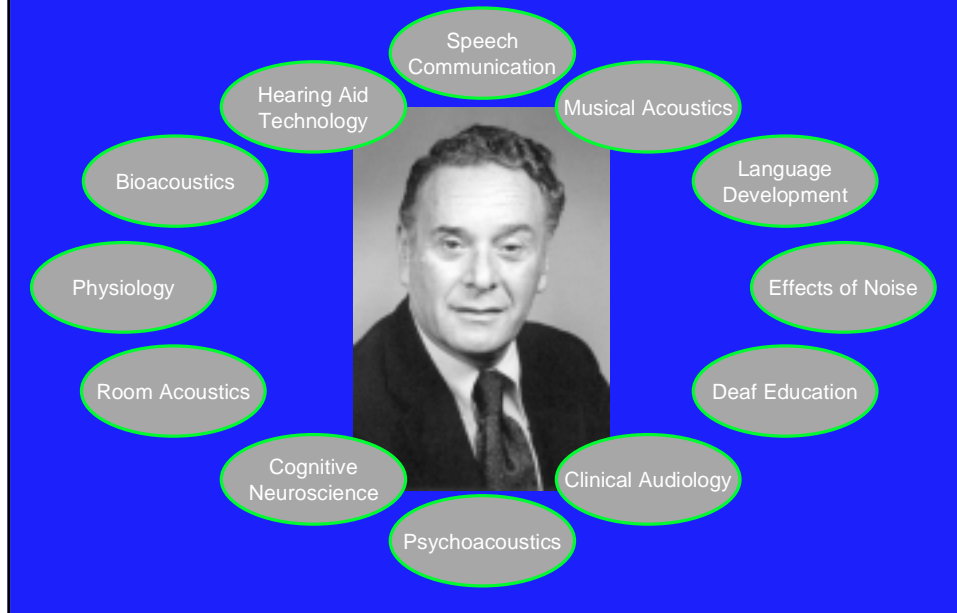 Speech
Communication
Hearing Aid
Technology
Musical Acoustics
Bioacoustics
Language
Development
Physiology
Effects of Noise
Room Acoustics
Deaf Education
Cognitive
Neuroscience
Clinical Audiology
Psychoacoustics